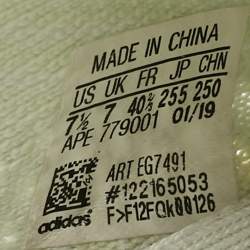 MADE IN CHINA
US UK FR JP CHN
7½ 7 40⅔ 255 250
APE 779001 01/19
ART EG7491
#122165053
F>F12FQk00126
adidas